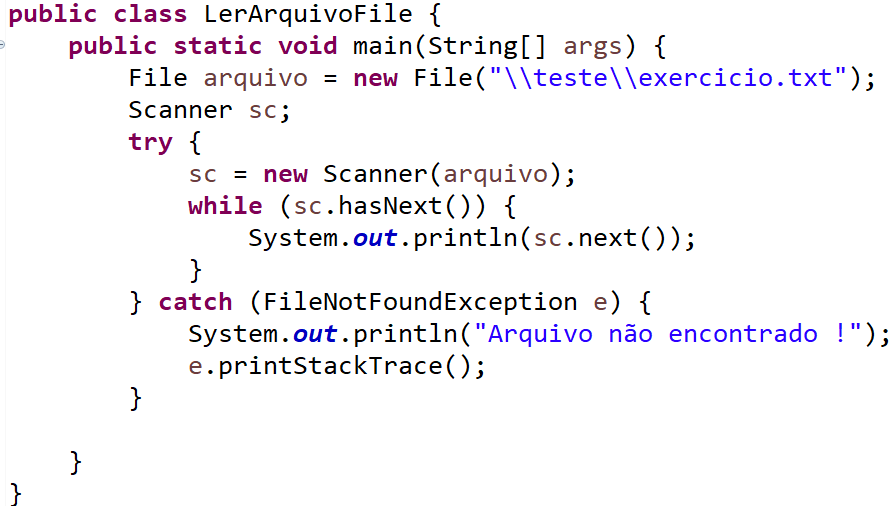 public class LerArquivoFile {
    public static void main(String[] args) {
        File arquivo = new File("\\teste\\exercicio.txt");
        Scanner sc;
        try {
            sc = new Scanner(arquivo);
            while (sc.hasNext()) {
                System.out.println(sc.next());
            }
        } catch (FileNotFoundException e) {
            System.out.println("Arquivo não encontrado !");
            e.printStackTrace();
        }

    }
}